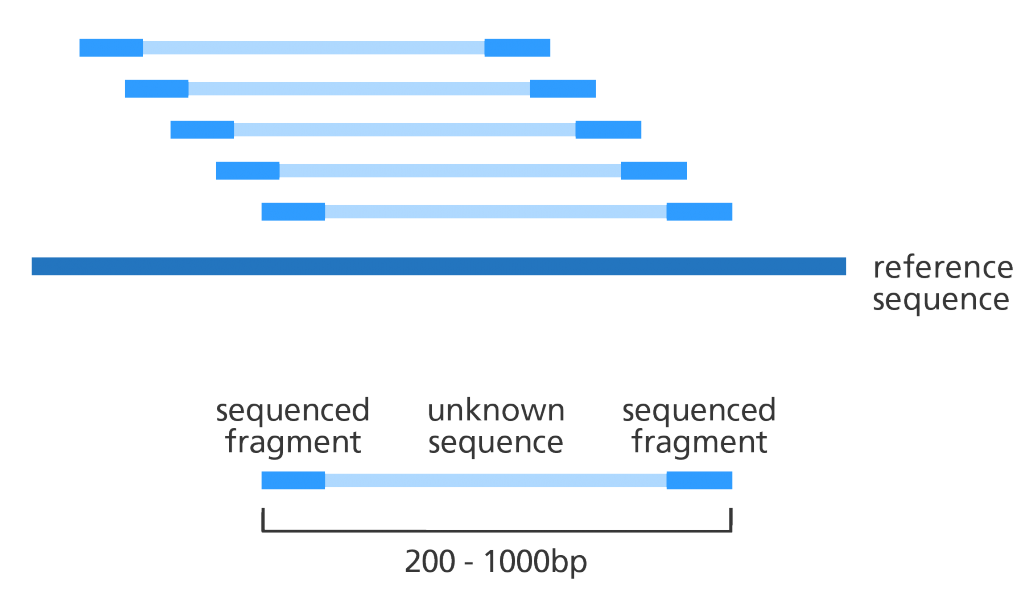 reference
sequence
sequenced
fragment
unknown
sequence
sequenced
fragment
200 - 1000bp